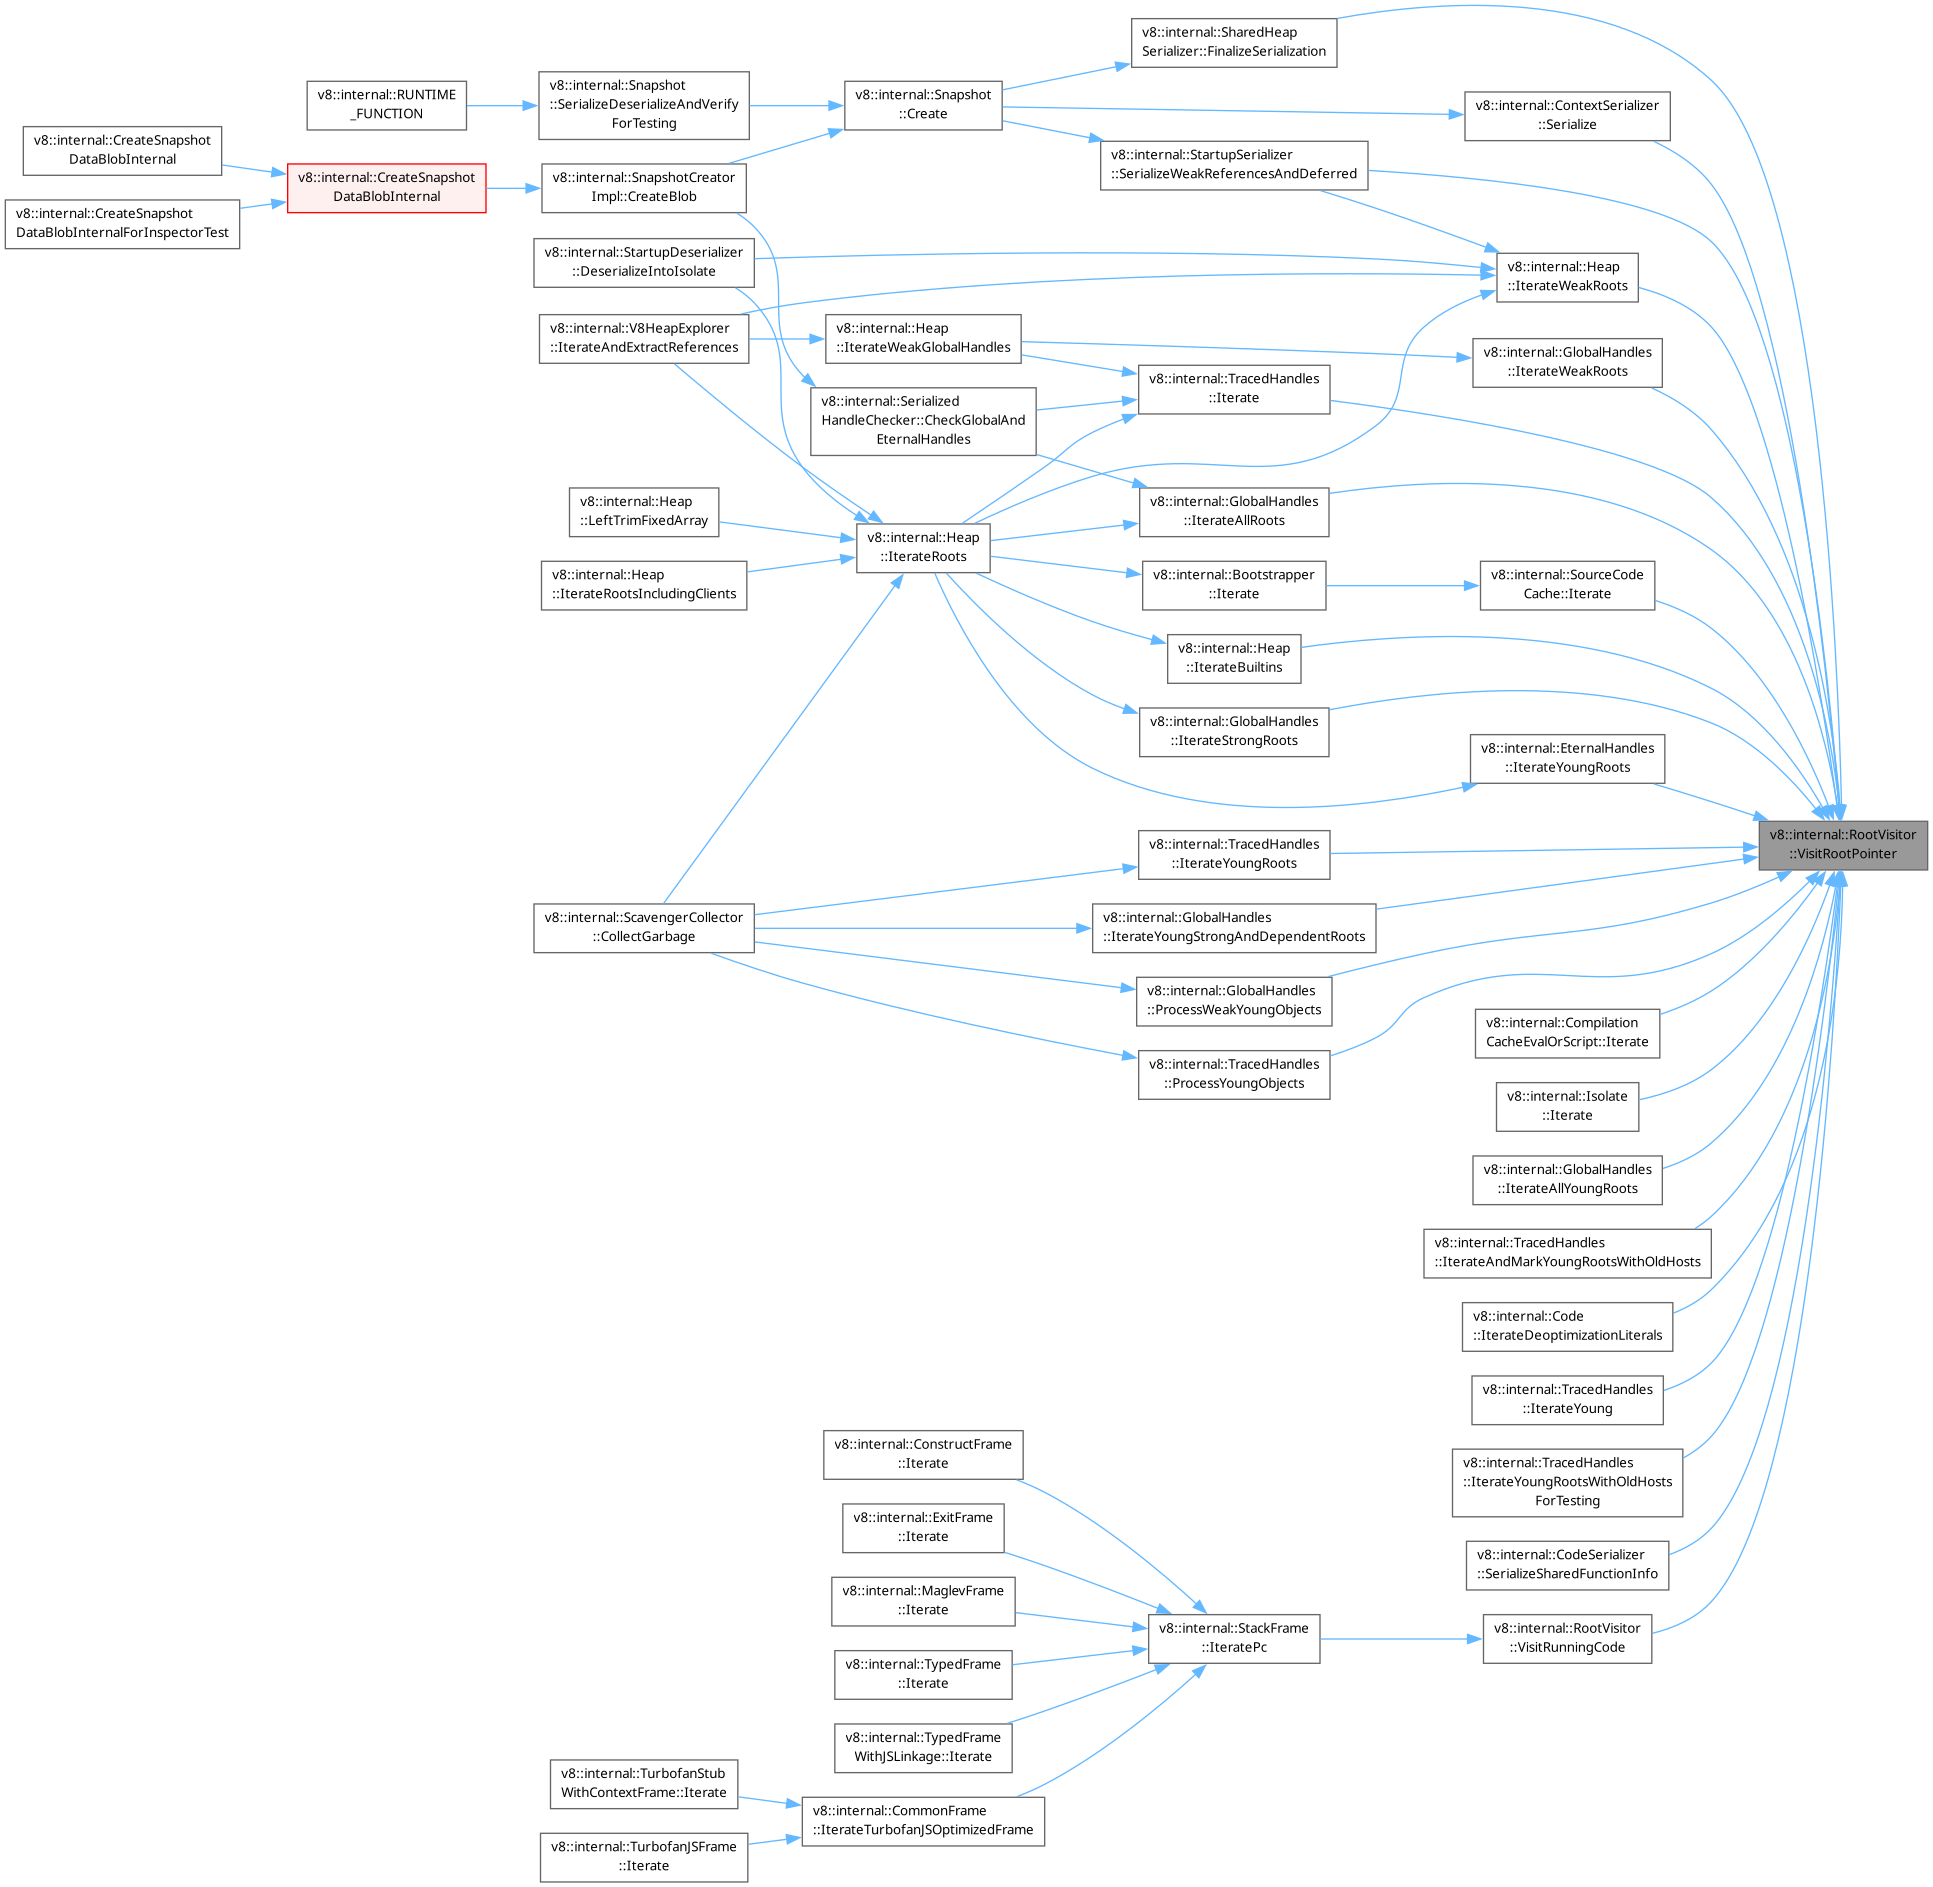 v8::internal::SharedHeap
Serializer::FinalizeSerialization
v8::internal::RUNTIME
_FUNCTION
v8::internal::Snapshot
::SerializeDeserializeAndVerify
ForTesting
v8::internal::Snapshot
::Create
v8::internal::ContextSerializer
::Serialize
v8::internal::CreateSnapshot
DataBlobInternal
v8::internal::StartupSerializer
::SerializeWeakReferencesAndDeferred
v8::internal::CreateSnapshot
DataBlobInternal
v8::internal::SnapshotCreator
Impl::CreateBlob
v8::internal::CreateSnapshot
DataBlobInternalForInspectorTest
v8::internal::StartupDeserializer
::DeserializeIntoIsolate
v8::internal::Heap
::IterateWeakRoots
v8::internal::V8HeapExplorer
::IterateAndExtractReferences
v8::internal::Heap
::IterateWeakGlobalHandles
v8::internal::GlobalHandles
::IterateWeakRoots
v8::internal::TracedHandles
::Iterate
v8::internal::Serialized
HandleChecker::CheckGlobalAnd
EternalHandles
v8::internal::Heap
::LeftTrimFixedArray
v8::internal::GlobalHandles
::IterateAllRoots
v8::internal::Heap
::IterateRoots
v8::internal::Heap
::IterateRootsIncludingClients
v8::internal::Bootstrapper
::Iterate
v8::internal::SourceCode
Cache::Iterate
v8::internal::Heap
::IterateBuiltins
v8::internal::GlobalHandles
::IterateStrongRoots
v8::internal::EternalHandles
::IterateYoungRoots
v8::internal::RootVisitor
::VisitRootPointer
v8::internal::TracedHandles
::IterateYoungRoots
v8::internal::ScavengerCollector
::CollectGarbage
v8::internal::GlobalHandles
::IterateYoungStrongAndDependentRoots
v8::internal::GlobalHandles
::ProcessWeakYoungObjects
v8::internal::Compilation
CacheEvalOrScript::Iterate
v8::internal::TracedHandles
::ProcessYoungObjects
v8::internal::Isolate
::Iterate
v8::internal::GlobalHandles
::IterateAllYoungRoots
v8::internal::TracedHandles
::IterateAndMarkYoungRootsWithOldHosts
v8::internal::Code
::IterateDeoptimizationLiterals
v8::internal::TracedHandles
::IterateYoung
v8::internal::ConstructFrame
::Iterate
v8::internal::TracedHandles
::IterateYoungRootsWithOldHosts
ForTesting
v8::internal::ExitFrame
::Iterate
v8::internal::CodeSerializer
::SerializeSharedFunctionInfo
v8::internal::MaglevFrame
::Iterate
v8::internal::StackFrame
::IteratePc
v8::internal::RootVisitor
::VisitRunningCode
v8::internal::TypedFrame
::Iterate
v8::internal::TypedFrame
WithJSLinkage::Iterate
v8::internal::TurbofanStub
WithContextFrame::Iterate
v8::internal::CommonFrame
::IterateTurbofanJSOptimizedFrame
v8::internal::TurbofanJSFrame
::Iterate